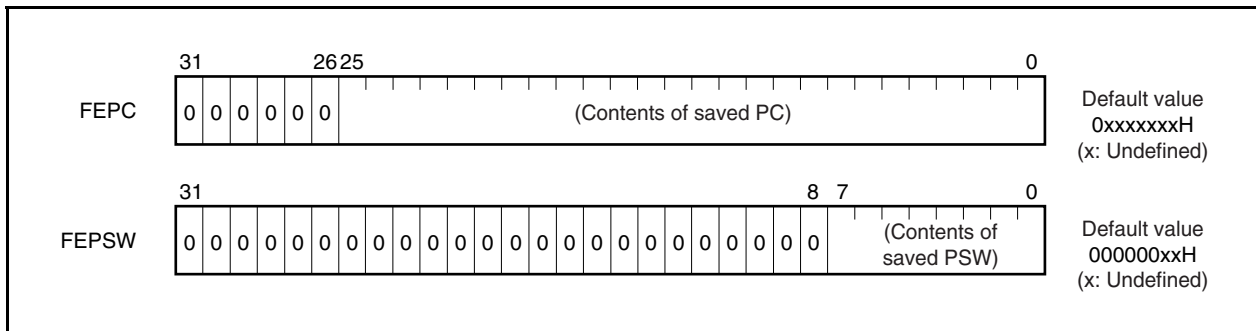 31 26 25 0
FEPC 0 0 0 0 0 0 (Contents of saved PC)
Default value
0xxxxxxxH
(x: Undefined)
31 8 7 0
FEPSW 0 0 0 0 0 0 0 0 0 0 0 0 0 0 0 0 0 0 0 0 0 0 0 0 (Contents of
saved PSW)
Default value
000000xxH
(x: Undefined)